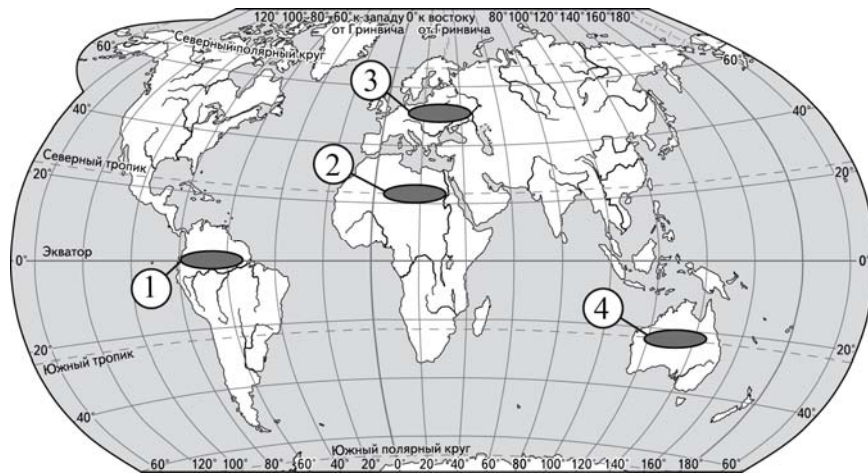 120° 100° 80° 60° к западу 0° к востоку 80° 100° 120° 140° 160° 180°
от Гринвича от Гринвича
60° Северный полярный круг 60°
3
40° 40°
Северный тропик
2
20° 20°
Экватор
0° 0°
1
4
20° 20°
Южный тропик
40° 40°
Южный полярный круг
60° 120° 100° 80° 60° 40° 20° 0° 20° 40° 60° 80° 100° 120° 140° 160° 180° 60°